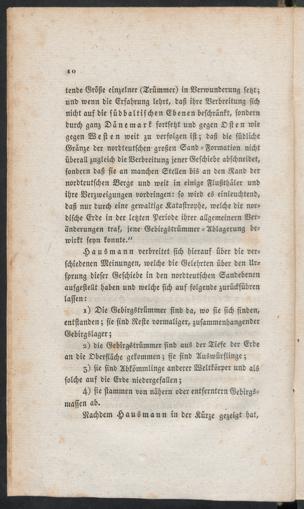 10
tende Größe einzelner (Trümmer) in Verwunderung setzt;
und wenn die Erfahrung lehrt, daß ihre Verbreitung sich
nicht auf die südbaltischen Ebenen beschränkt, sondern
durch ganz Dänemark fortsetzt und gegen Osten wie
gegen Westen weit zu verfolgen ist; daß die südliche
Gränze der nordteutschen großen Sand-Formation nicht
überall zugleich die Verbreitung jener Geschiebe abschneidet,
sondern daß sie an manchen Stellen bis an den Rand der
nordteutschen Berge und weit in einige Flußthäler und
ihre Verzweigungen vordringen: so wird es einleuchtend,
daß nur durch eine gewaltige Katastrophe, welche die nor-
dische Erde in der letzten Periode ihrer allgemeinern Ver-
änderungen traf, jene Gebirgstrümmer-Ablagerung be-
wirkt seyn konnte.“
Hausmann verbreitet sich hierauf über die ver-
schiedenen Meinungen, welche die Gelehrten über den Ur-
sprung dieser Geschiebe in den nordteutschen Sandebenen
aufgestellt haben und welche sich auf folgende zurückführen
lassen:
1) Die Gebirgstrümmer sind da, wo sie sich finden,
entstanden; sie sind Reste vormaliger, zusammenhangender
Gebirgslager;
2) die Gebirgstrümmer sind aus der Tiefe der Erde
an die Oberfläche gekommen; sie sind Auswürflinge;
3) sie sind Abkömmlinge anderer Weltkörper und als
solche auf die Erde niedergefallen;
4) sie stammen von nähern oder entferntern Gebirgs-
massen ab.
Nachdem Hausmann in der Kürze gezeigt hat,